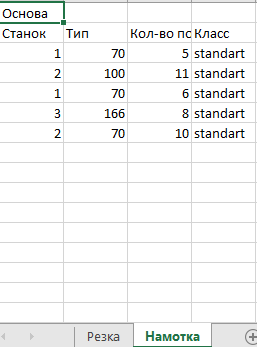 Основа
Станок Тип Кол-во по Класс
1 70 5 standart
2 100 11 standart
1 70 6 standart
3 166 8 standart
2 70 10 standart
Резка Намотка